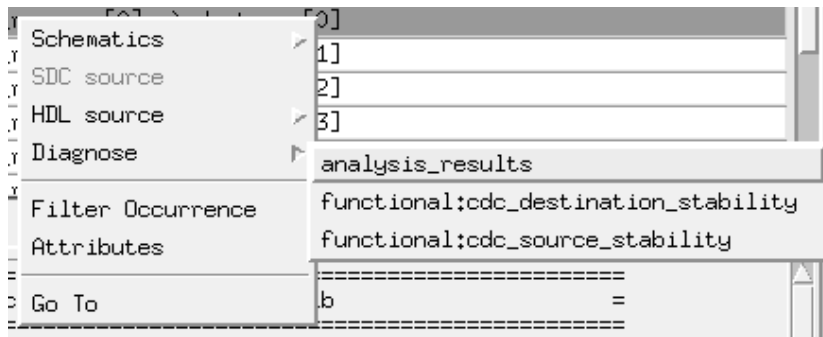 [0]
Schematics
1]
SDC source
2]
HDL source
3]
Diagnose
analysis_results
functional:cdc_destination_stability
functional:cdc_source_stability
Filter Occurrence
Attributes
=======================================
Go To
=
=======================================